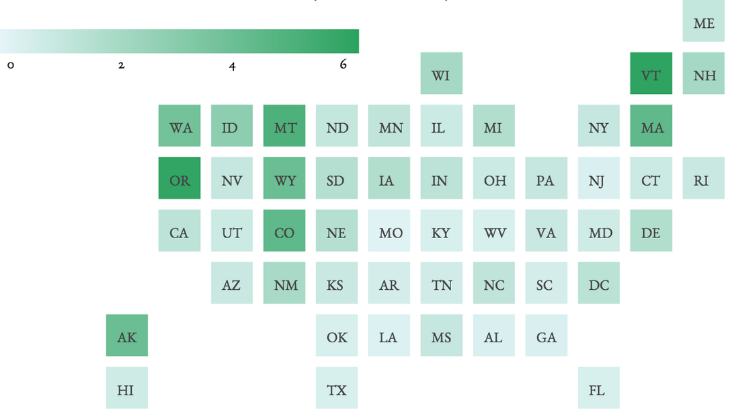 ME
0 2 4 6
WI VT NH
WA ID MT ND MN IL MI NY MA
OR NV WY SD IA IN OH PA NJ CT RI
CA UT CO NE MO KY WV VA MD DE
AZ NM KS AR TN NC SC DC
AK OK LA MS AL GA
HI TX FL